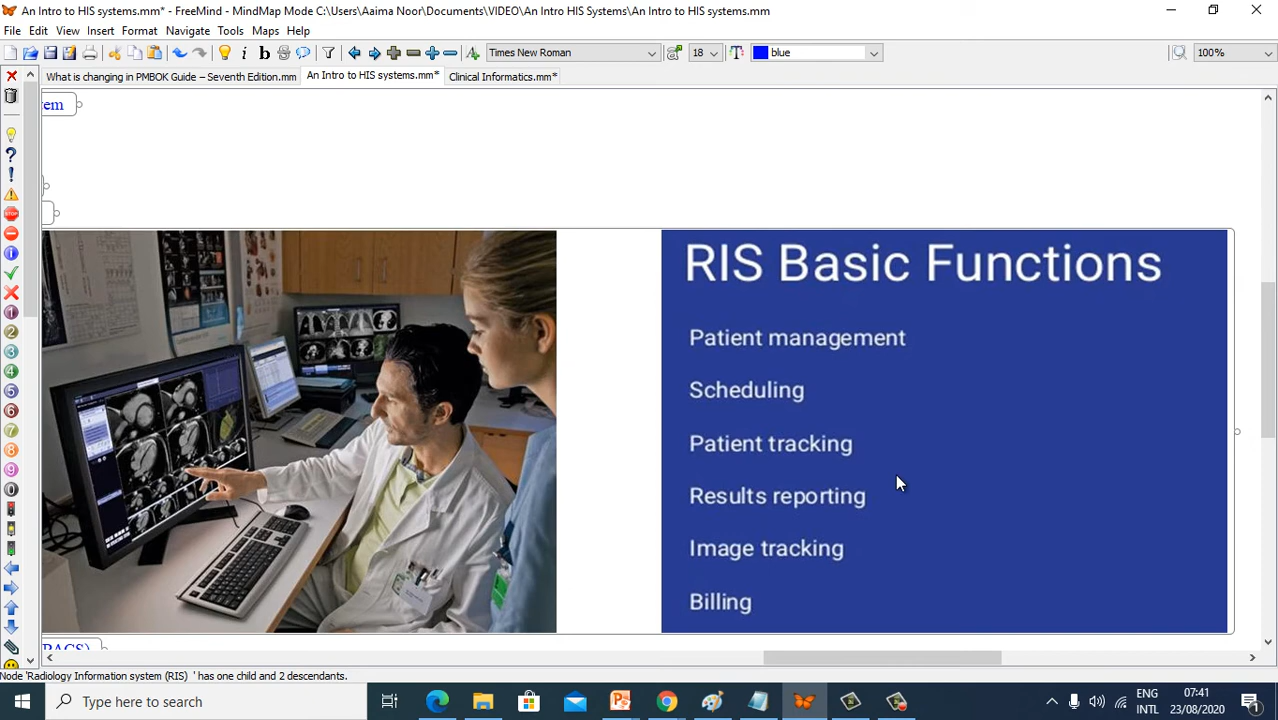 An Intro to HIS systems.mm* - FreeMind - MindMap Mode C:\Users\Aaima Noor\Documents\VIDEO\An Intro HIS Systems\An Intro to HIS systems.mm
File Edit View Insert Format Navigate Tools Maps Help
Times New Roman 18 blue 100%
What is changing in PMBOK Guide – Seventh Edition.mm An Intro to HIS systems.mm* Clinical Informatics.mm*
tem
RIS Basic Functions
Patient management
Scheduling
Patient tracking
Results reporting
Image tracking
Billing
PACS)
Node 'Radiology Information system (RIS) ' has one child and 2 descendants.
Type here to search
ENG
INTL
07:41
23/08/2020